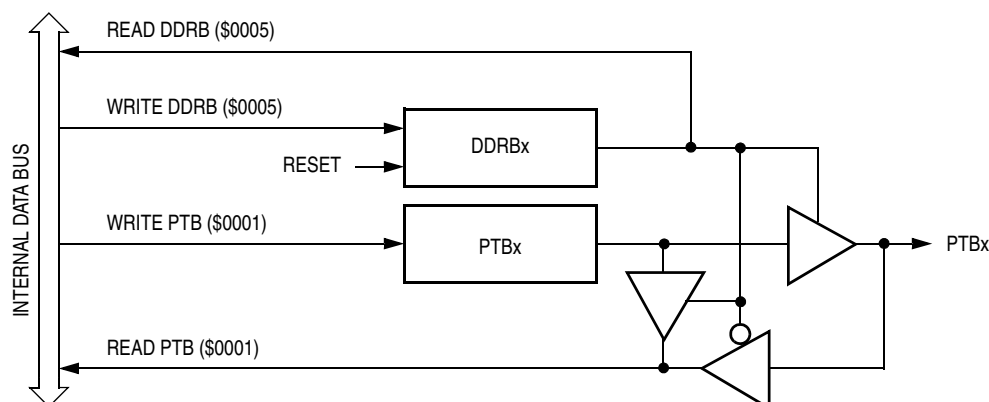 READ DDRB ($0005)
WRITE DDRB ($0005)
DDRBx
RESET
WRITE PTB ($0001)
PTBx
PTBx
READ PTB ($0001)
INTERNAL DATA BUS